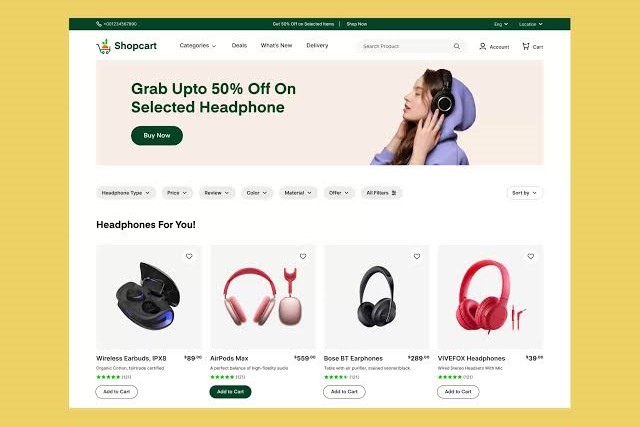 +001234567890
Get 50% Off on Selected Items | Shop Now
Eng
Location
Shopcart
Categories
Deals
What's New
Delivery
Search Product
Account
Cart
Grab Upto 50% Off On
Selected Headphone
Buy Now
Headphone Type
Price
Review
Color
Material
Offer
All Filters
Sort by
Headphones For You!
Wireless Earbuds, IPX8 $89.00
Organic Cotton, fairtrade certified
(121)
Add to Cart
AirPods Max $559.00
A perfect balance of high-fidelity audio
(121)
Add to Cart
Bose BT Earphones $289.00
Table with air purifier, stained veneer/black
(121)
Add to Cart
VIVEFOX Headphones $39.00
Wired Stereo Headsets With Mic
(121)
Add to Cart